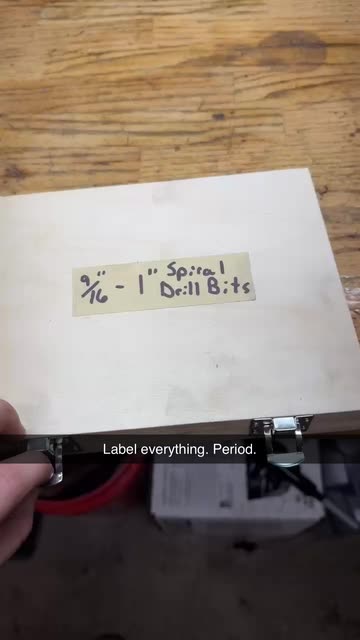 9/16" - 1" Spiral
Drill Bits
Label everything. Period.